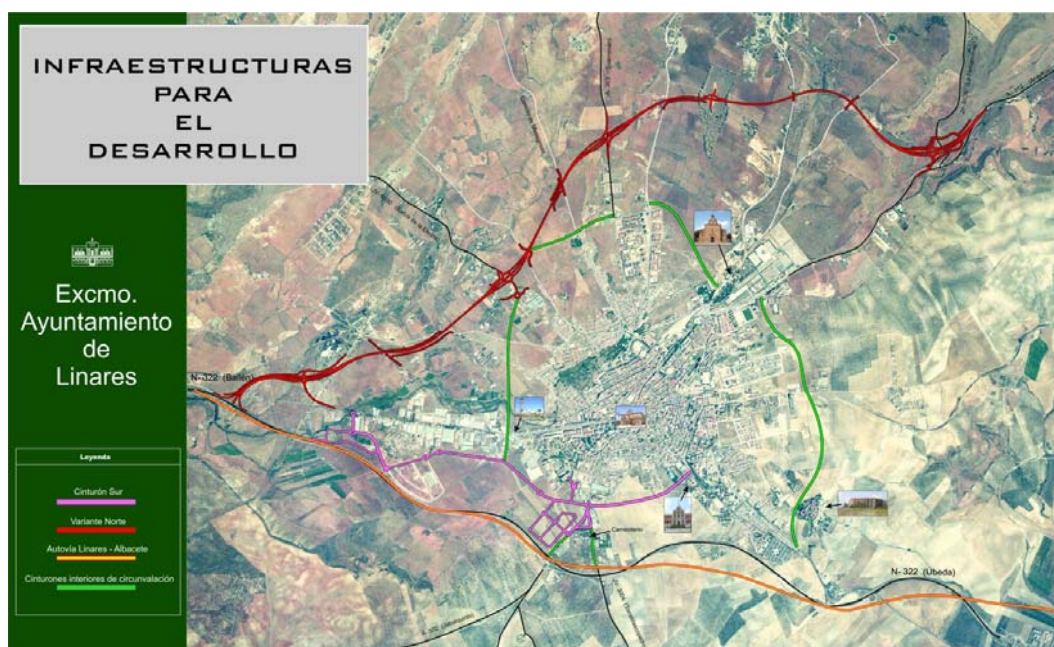 INFRAESTRUCTURAS
PARA
EL
DESARROLLO
Excmo.
Ayuntamiento
de
Linares
Leyenda
Cinturón Sur
Variante Norte
Autovía Linares - Albacete
Cinturones interiores de circunvalación
N-322 (Bailén)
Cementerio
N-322 (Úbeda)